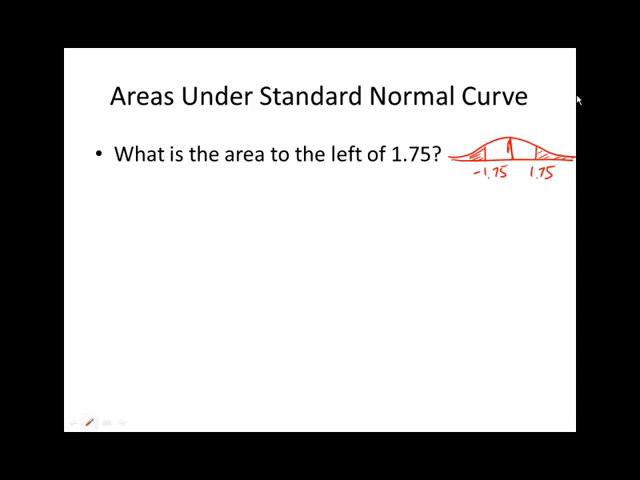 Areas Under Standard Normal Curve
• What is the area to the left of 1.75?
-1.75 1.75